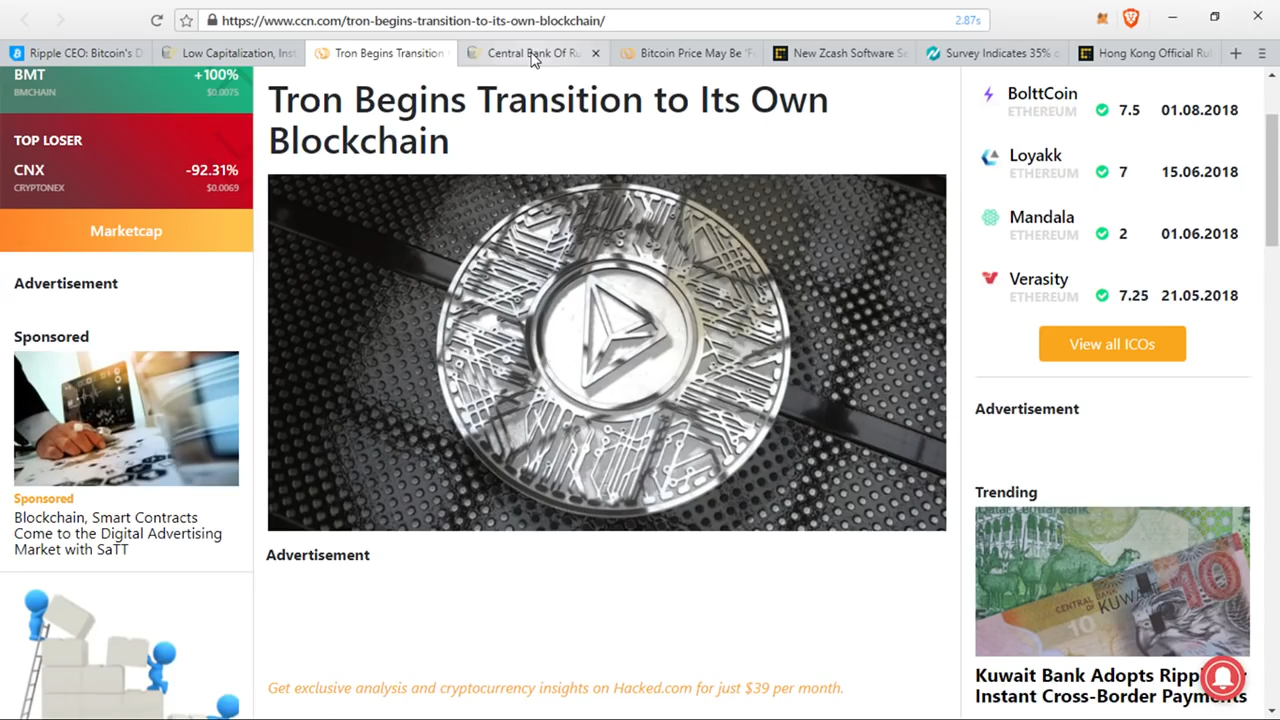 https://www.ccn.com/tron-begins-transition-to-its-own-blockchain/
2.87s
Ripple CEO: Bitcoin's D
Low Capitalization, Inst
Tron Begins Transition
Central Bank Of Ru
Bitcoin Price May Be 'F
New Zcash Software Se
Survey Indicates 35% o
Hong Kong Official Rul
BMT +100%
BMCHAIN $0.0075
TOP LOSER
CNX -92.31%
CRYPTONEX $0.0069
Marketcap
Advertisement
Sponsored
Sponsored
Blockchain, Smart Contracts
Come to the Digital Advertising
Market with SaTT
Tron Begins Transition to Its Own
Blockchain
Advertisement
Get exclusive analysis and cryptocurrency insights on Hacked.com for just $39 per month.
BolttCoin
ETHEREUM 7.5 01.08.2018
Loyakk
ETHEREUM 7 15.06.2018
Mandala
ETHEREUM 2 01.06.2018
Verasity
ETHEREUM 7.25 21.05.2018
View all ICOs
Advertisement
Trending
CENTRAL BANK OF KUWAIT
10
10
Kuwait Bank Adopts Ripp
Instant Cross-Border Payments